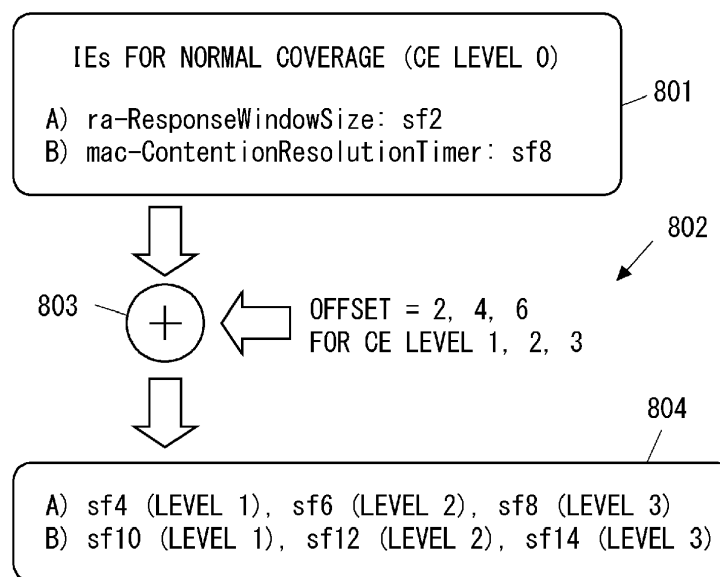 IEs FOR NORMAL COVERAGE (CE LEVEL 0)
A) ra-ResponseWindowSize: sf2
B) mac-ContentionResolutionTimer: sf8
801
802
803
+
OFFSET = 2, 4, 6
FOR CE LEVEL 1, 2, 3
804
A) sf4 (LEVEL 1), sf6 (LEVEL 2), sf8 (LEVEL 3)
B) sf10 (LEVEL 1), sf12 (LEVEL 2), sf14 (LEVEL 3)